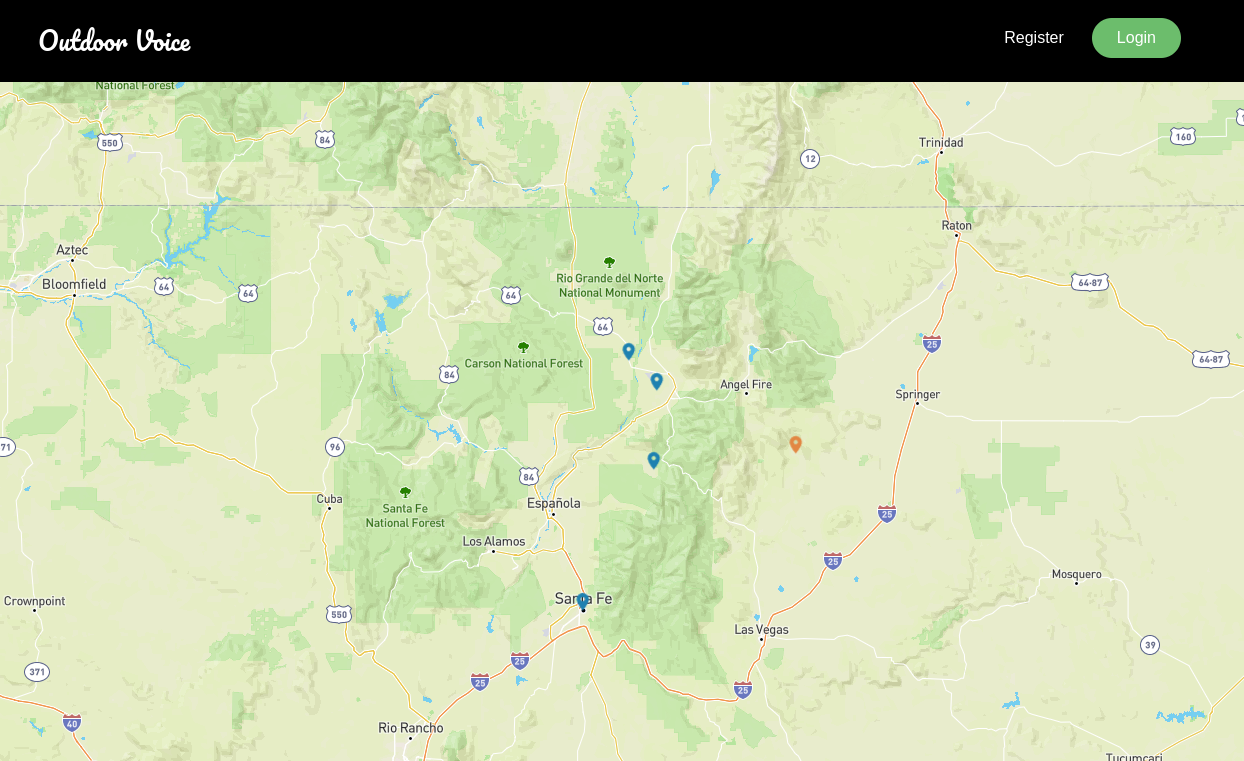 Outdoor Voice
Register
Login
National Forest
550
84
12
Trinidad
160
Aztec
Bloomfield
64
64
Raton
Rio Grande del Norte
National Monument
64
64
64-87
25
64-87
Carson National Forest
84
Angel Fire
Springer
71
96
84
Cuba
Santa Fe
National Forest
Española
25
Los Alamos
25
Mosquero
Crownpoint
550
Santa Fe
Las Vegas
39
371
25
25
25
40
Rio Rancho
Tucumcari